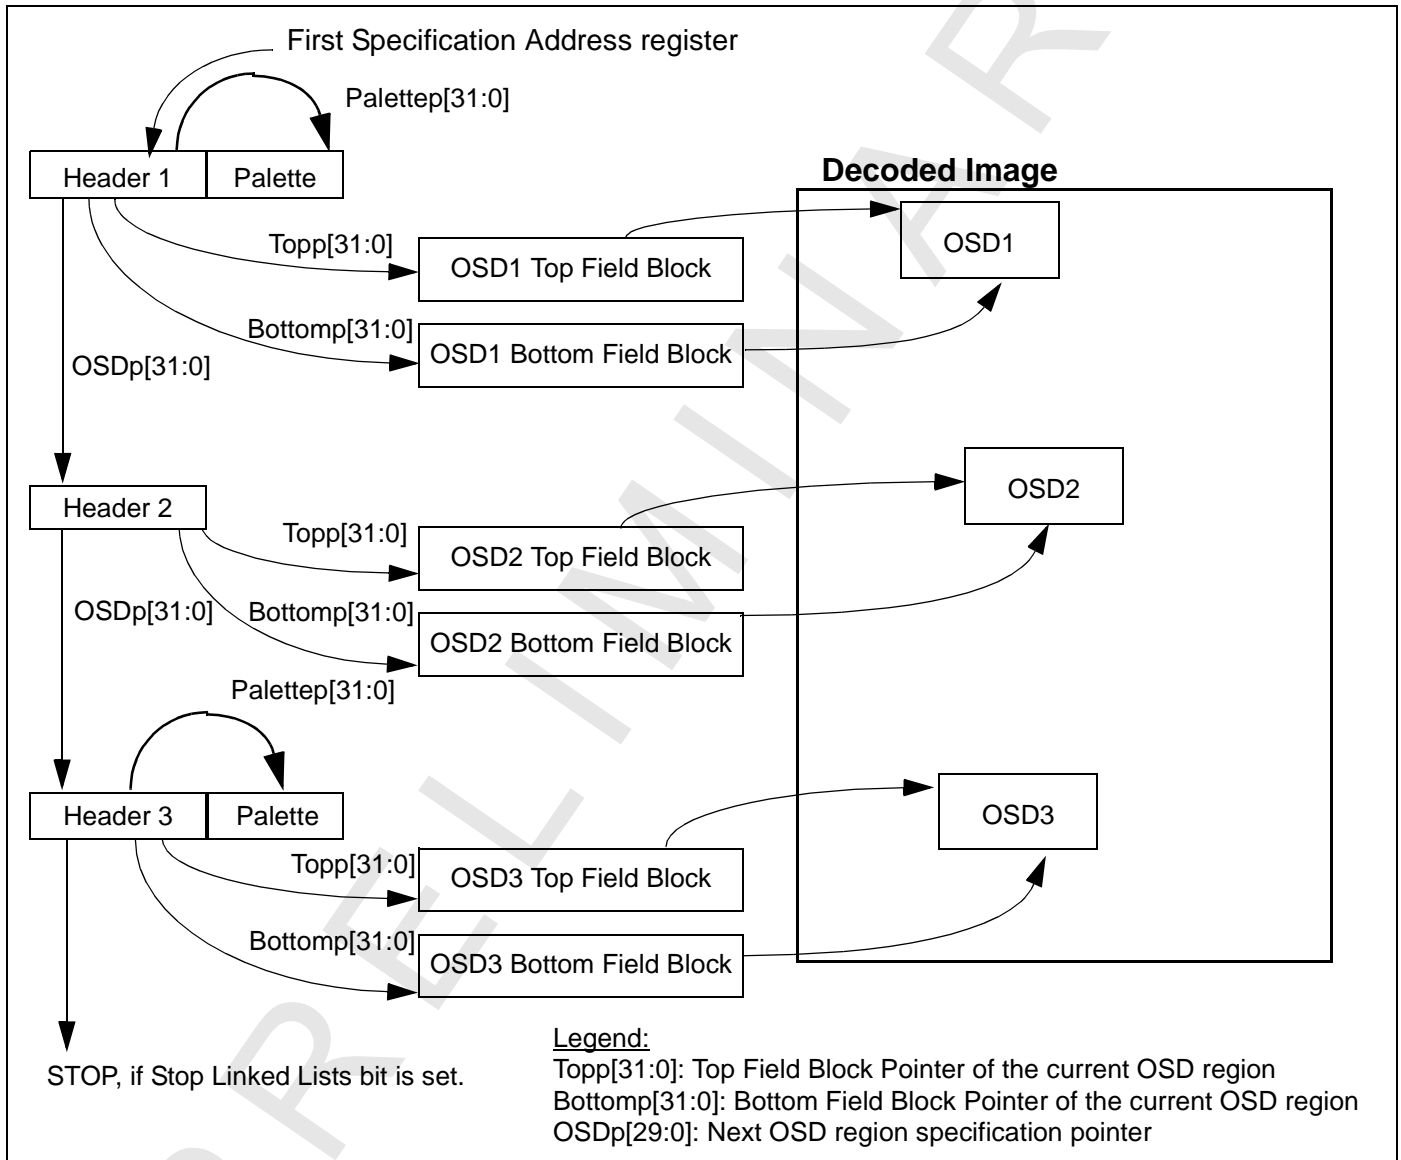 First Specification Address register
Palettep[31:0]
Header 1
Palette
Decoded Image
Topp[31:0]
OSD1 Top Field Block
OSD1
Bottomp[31:0]
OSD1 Bottom Field Block
OSDp[31:0]
Header 2
Topp[31:0]
OSD2 Top Field Block
OSD2
OSDp[31:0]
Bottomp[31:0]
OSD2 Bottom Field Block
Palettep[31:0]
Header 3
Palette
Topp[31:0]
OSD3 Top Field Block
OSD3
Bottomp[31:0]
OSD3 Bottom Field Block
STOP, if Stop Linked Lists bit is set.
Legend:
Topp[31:0]: Top Field Block Pointer of the current OSD region
Bottomp[31:0]: Bottom Field Block Pointer of the current OSD region
OSDp[29:0]: Next OSD region specification pointer
PRELIMINAR